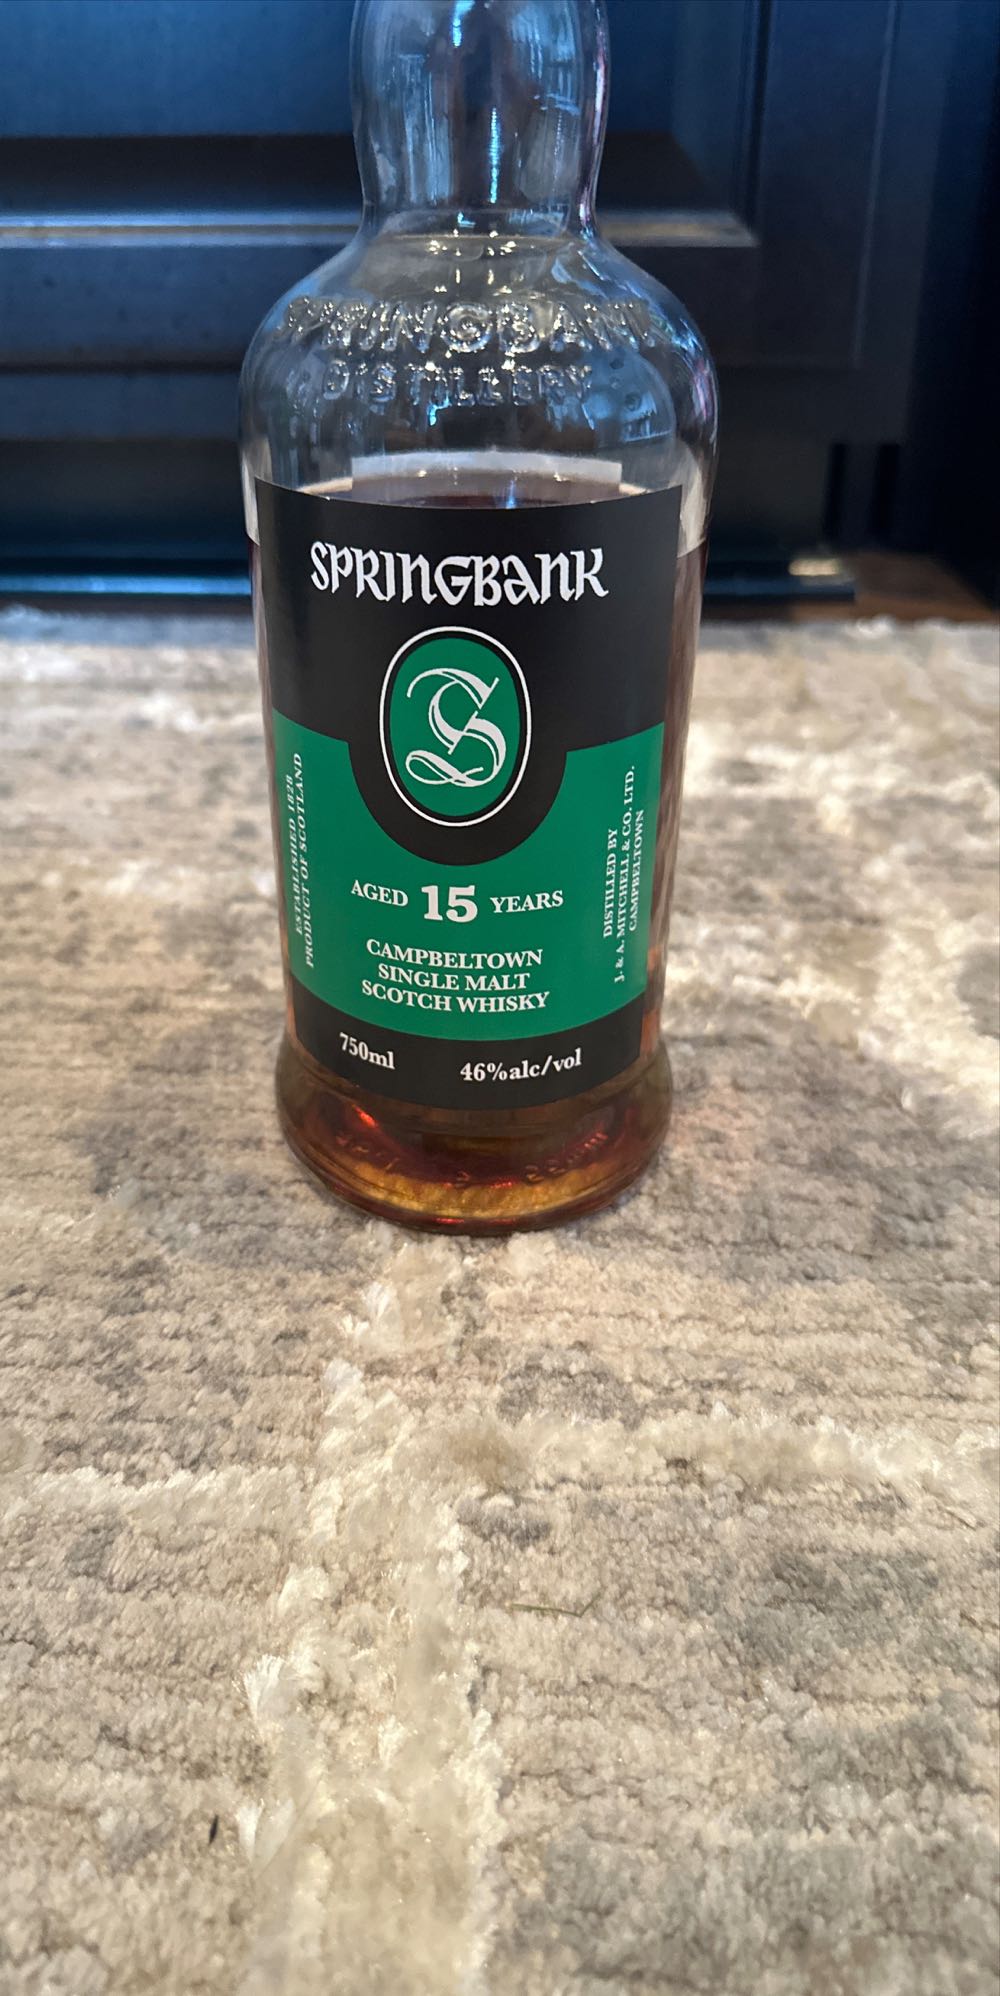 SPRINGBANK
DISTILLERY
SPRINGBANK
S
ESTABLISHED 1828
PRODUCT OF SCOTLAND
AGED 15 YEARS
CAMPBELTOWN
SINGLE MALT
SCOTCH WHISKY
DISTILLED BY
J. & A. MITCHELL & CO. LTD.
CAMPBELTOWN
750ml 46%alc/vol